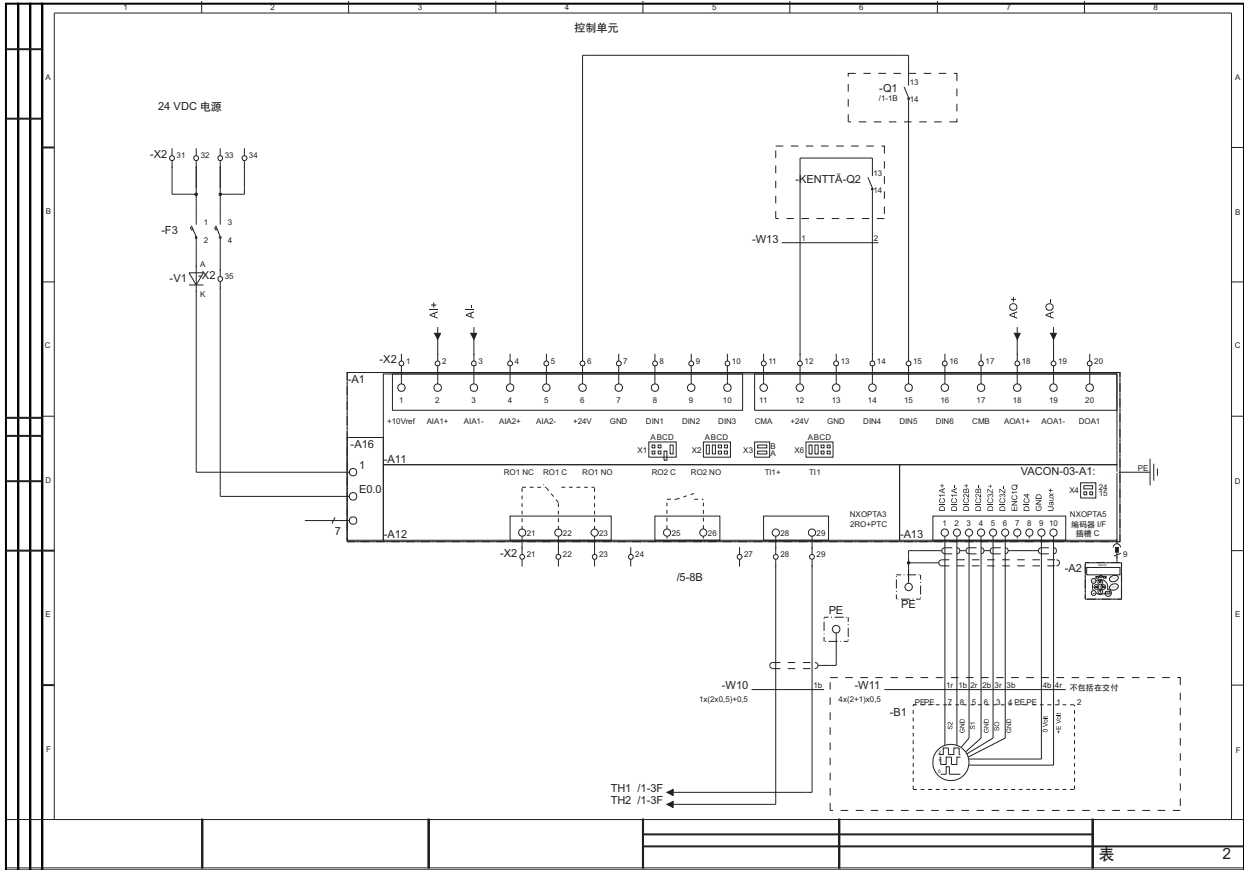 1 2 3 4 5 6 7 8
控制单元
A A
-Q1 13
/1-1B 14
24 VDC 电源
-X2 31 32 33 34
-KENTTÄ-Q2 13
14
B B
-F3 1 3
2 4
-W13 1 2
-V1 A -X2 35
K
AI+ AI- AO+ AO-
C C
-X2 1 2 3 4 5 6 7 8 9 10 11 12 13 14 15 16 17 18 19 20
-A1
1 2 3 4 5 6 7 8 9 10 11 12 13 14 15 16 17 18 19 20
+10Vref AIA1+ AIA1- AIA2+ AIA2- +24V GND DIN1 DIN2 DIN3 CMA +24V GND DIN4 DIN5 DIN6 CMB AOA1+ AOA1- DOA1
-A16
X1 ABCD X2 ABCD X3 B A X6 ABCD
-A11
1
RO1 NC RO1 C RO1 NO RO2 C RO2 NO TI1+ TI1
VACON-03-A1:
PE
D D
E0.0
X4 24
15
DIC1A+ DIC1A- DIC2B+ DIC2B- DIC3Z+ DIC3Z- ENC1Q DIC4 GND Uaux+
NXOPTA3
2RO+PTC
NXOPTA5
编码器 I/F
插槽 C
1 2 3 4 5 6 7 8 9 10
7
-A12
21 22 23 25 26 28 29
-A13
-X2 21 22 23 24 27 28 29
9
-A2
/5-8B
PE
E E
PE
-W10 1b
1x(2x0,5)+0,5
-W11 1r 1b 2r 2b 3r 3b 4b 4r 不包括在交付
4x(2+1)x0,5
-B1 PE PE 7 8 5 6 3 4 PE PE 1 2
S2 GND S1 GND SO GND 0 Volt +E Volt
F F
TH1 /1-3F
TH2 /1-3F
表 2